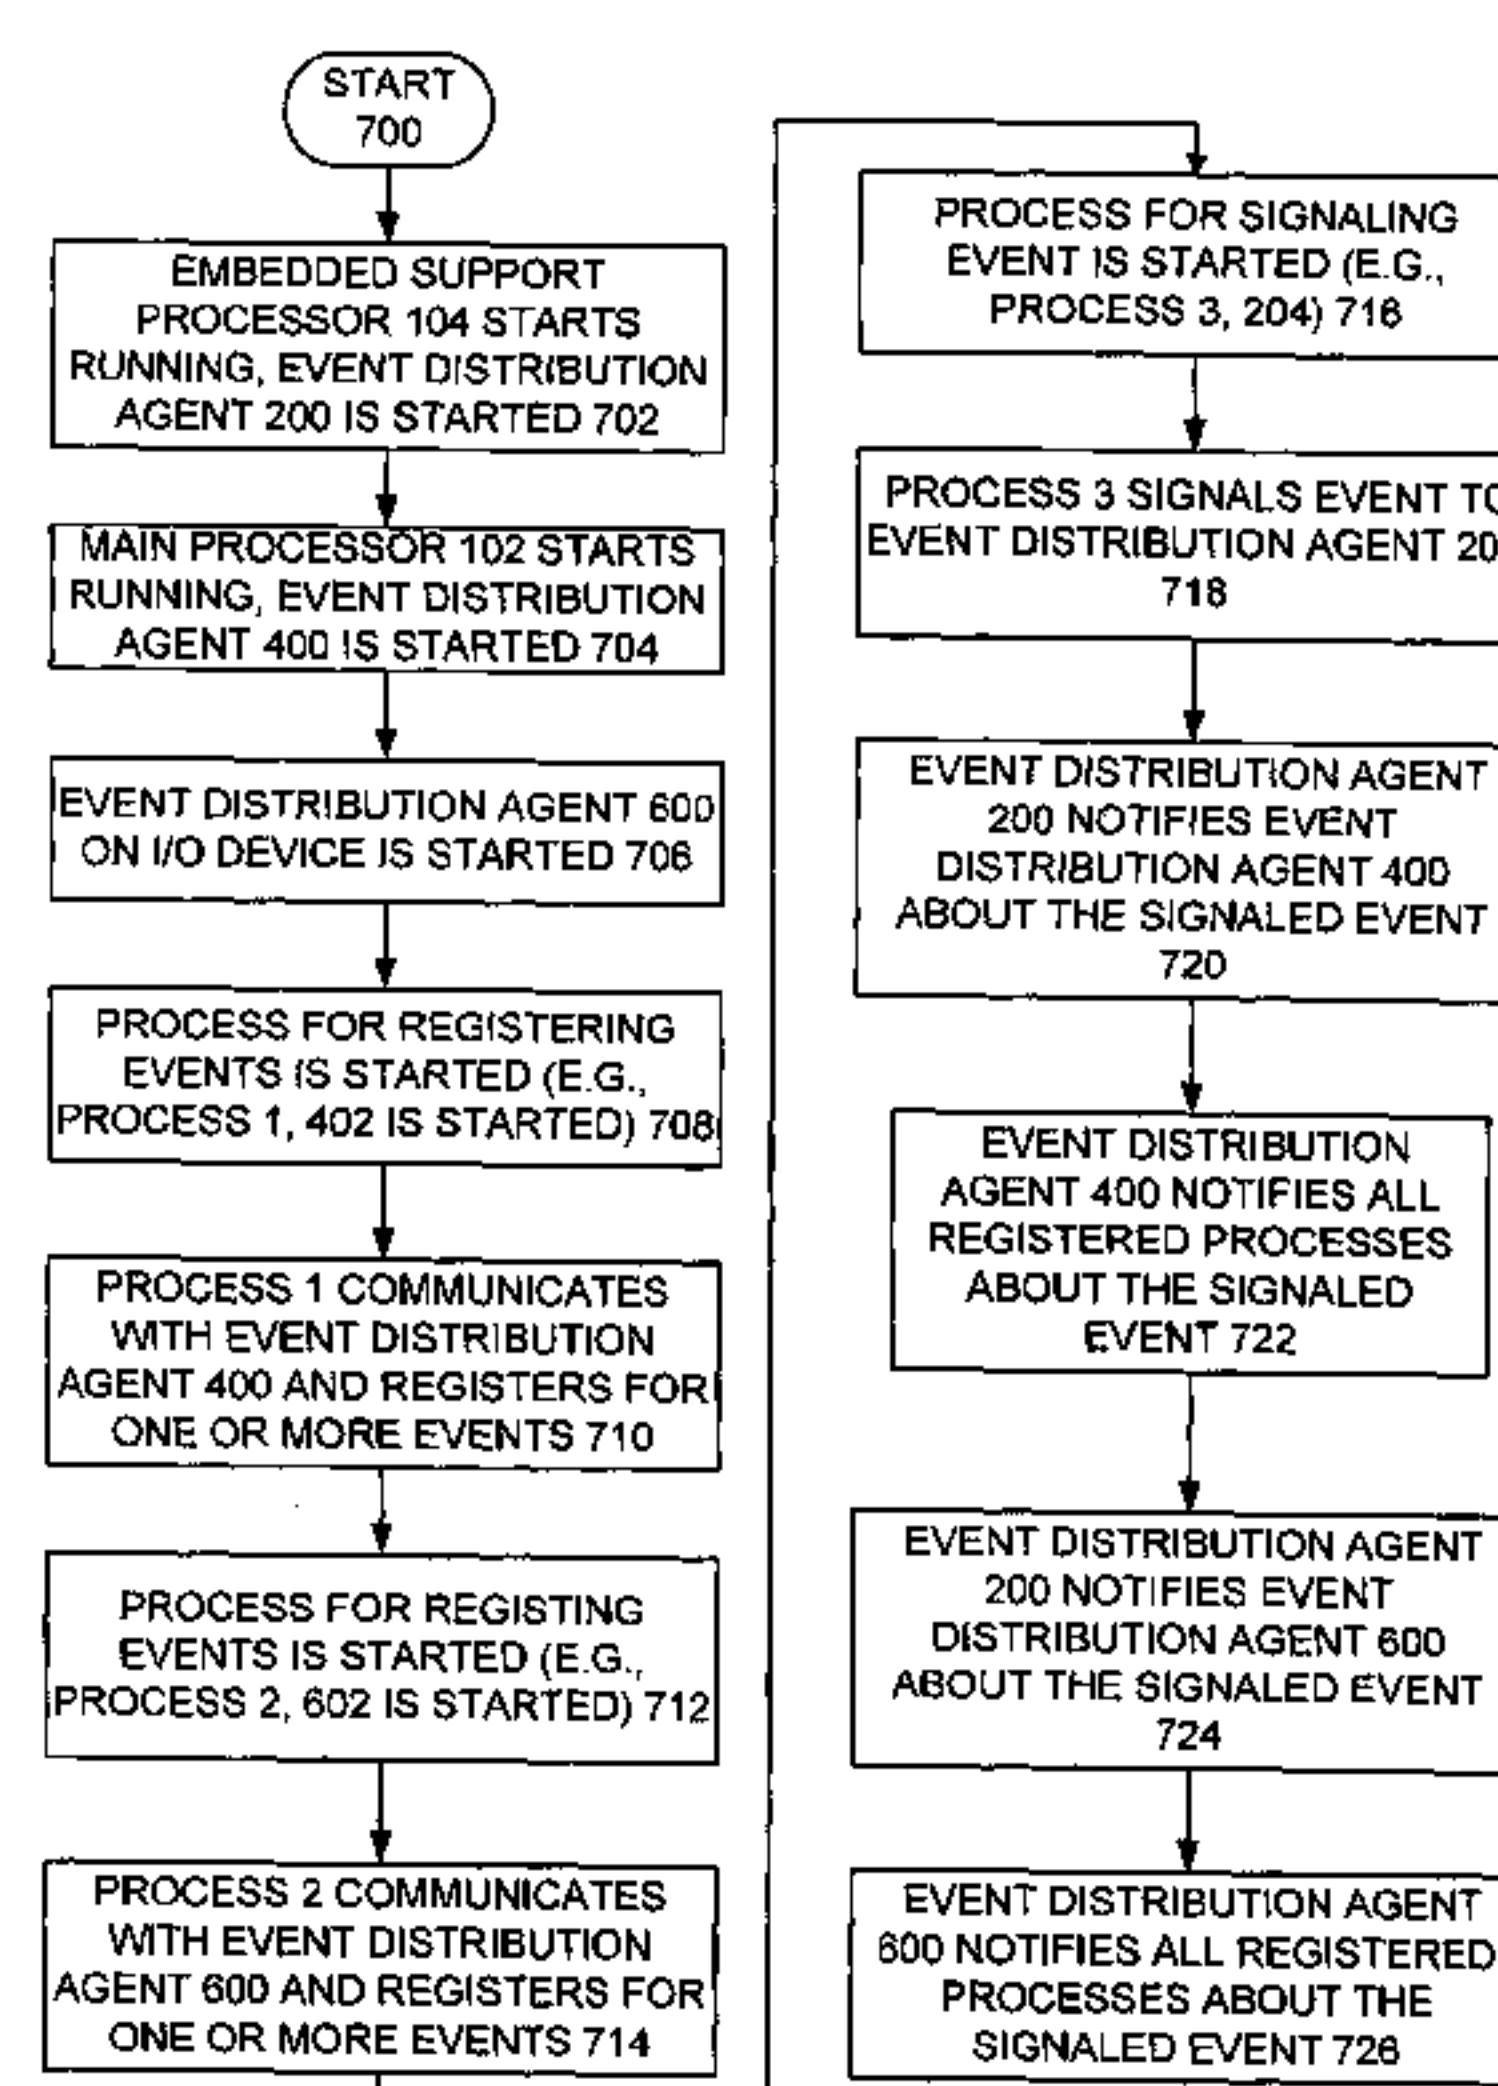 START
700
EMBEDDED SUPPORT
PROCESSOR 104 STARTS
RUNNING, EVENT DISTRIBUTION
AGENT 200 IS STARTED 702
MAIN PROCESSOR 102 STARTS
RUNNING, EVENT DISTRIBUTION
AGENT 400 IS STARTED 704
EVENT DISTRIBUTION AGENT 600
ON I/O DEVICE IS STARTED 706
PROCESS FOR REGISTERING
EVENTS IS STARTED (E.G.,
PROCESS 1, 402 IS STARTED) 708
PROCESS 1 COMMUNICATES
WITH EVENT DISTRIBUTION
AGENT 400 AND REGISTERS FOR
ONE OR MORE EVENTS 710
PROCESS FOR REGISTING
EVENTS IS STARTED (E.G.,
PROCESS 2, 602 IS STARTED) 712
PROCESS 2 COMMUNICATES
WITH EVENT DISTRIBUTION
AGENT 600 AND REGISTERS FOR
ONE OR MORE EVENTS 714
PROCESS FOR SIGNALING
EVENT IS STARTED (E.G.,
PROCESS 3, 204) 716
PROCESS 3 SIGNALS EVENT
EVENT DISTRIBUTION AGENT
718
EVENT DISTRIBUTION AGENT
200 NOTIFIES EVENT
DISTRIBUTION AGENT 400
ABOUT THE SIGNALED EVENT
720
EVENT DISTRIBUTION
AGENT 400 NOTIFIES ALL
REGISTERED PROCESSES
ABOUT THE SIGNALED
EVENT 722
EVENT DISTRIBUTION AGENT
200 NOTIFIES EVENT
DISTRIBUTION AGENT 600
ABOUT THE SIGNALED EVENT
724
EVENT DISTRIBUTION AGENT
600 NOTIFIES ALL REGISTERED
PROCESSES ABOUT THE
SIGNALED EVENT 726